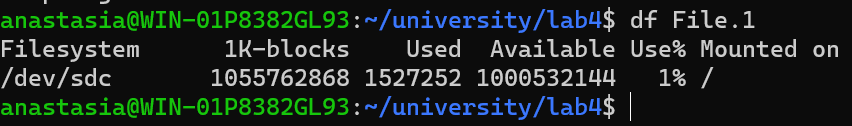 anastasia@WIN-01P8382GL93:~/university/lab4$ df File.1
Filesystem     1K-blocks    Used  Available Use% Mounted on
/dev/sdc      1055762868 1527252 1000532144   1% /
anastasia@WIN-01P8382GL93:~/university/lab4$